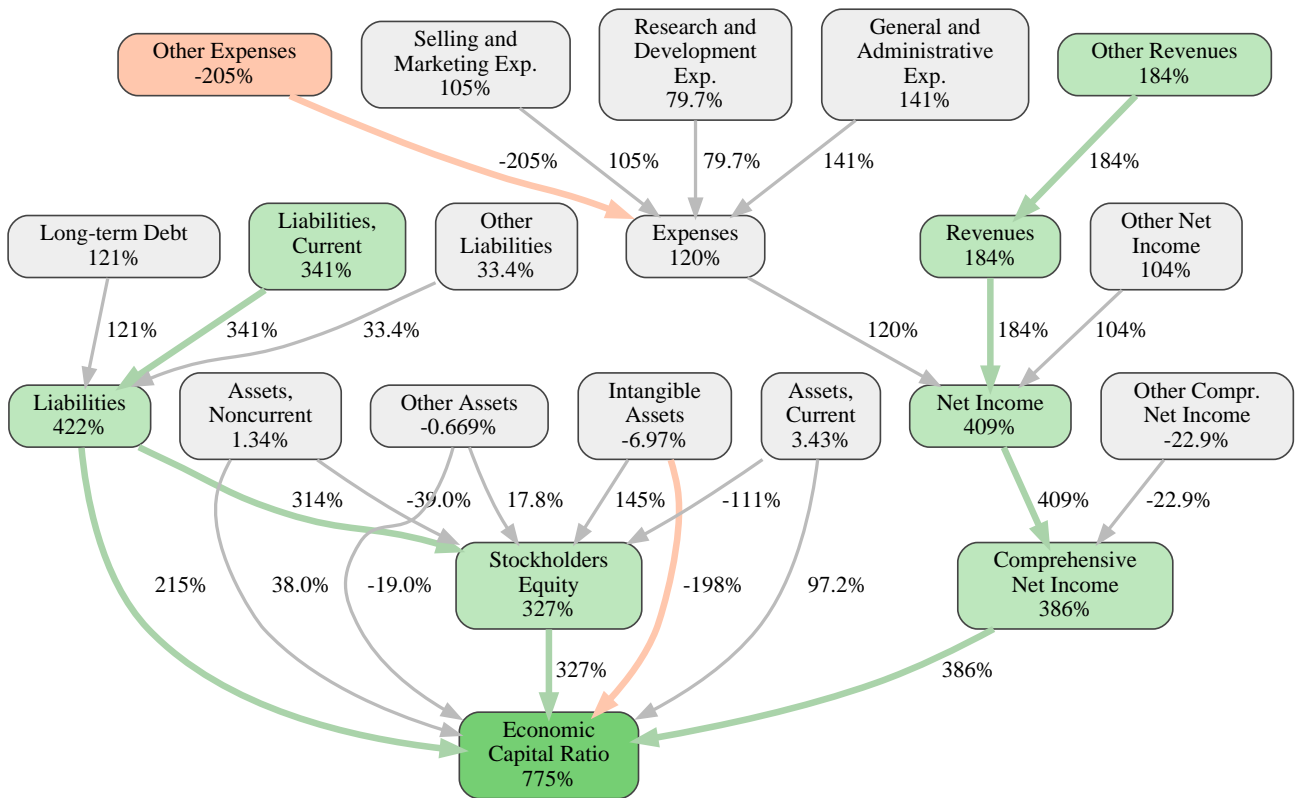 Other Expenses
-205%
Selling and
Marketing Exp.
105%
Research and
Development
Exp.
79.7%
General and
Administrative
Exp.
141%
Other Revenues
184%
-205%
105%
79.7%
141%
184%
Long-term Debt
121%
Liabilities,
Current
341%
Other
Liabilities
33.4%
Expenses
120%
Revenues
184%
Other Net
Income
104%
121%
341%
33.4%
120%
184%
104%
Liabilities
422%
Assets,
Noncurrent
1.34%
Other Assets
-0.669%
Intangible
Assets
-6.97%
Assets,
Current
3.43%
Net Income
409%
Other Compr.
Net Income
-22.9%
314%
-39.0%
17.8%
145%
-111%
409%
-22.9%
215%
38.0%
-19.0%
Stockholders
Equity
327%
-198%
97.2%
Comprehensive
Net Income
386%
327%
386%
Economic
Capital Ratio
775%